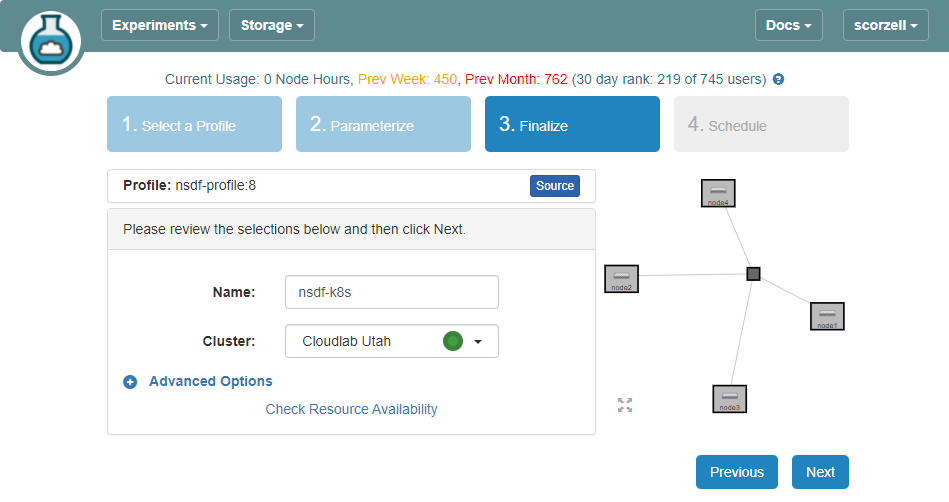 Experiments Storage Docs scorzell
Current Usage: 0 Node Hours, Prev Week: 450, Prev Month: 762 (30 day rank: 219 of 745 users) ?
1. Select a Profile 2. Parameterize 3. Finalize 4. Schedule
Profile: nsdf-profile:8 Source
Please review the selections below and then click Next.
Name: nsdf-k8s
Cluster: Cloudlab Utah
Advanced Options
Check Resource Availability
node4
node2
node1
node3
Previous Next